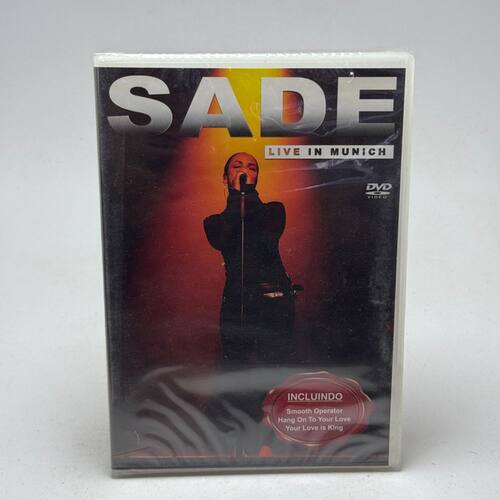 SADE
LIVE IN MUNICH
DVD
VIDEO
INCLUINDO
Smooth Operator
Hang On To Your Love
Your Love is King